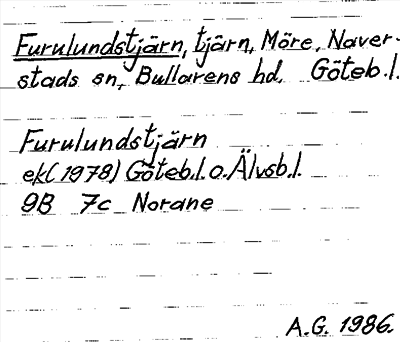 Furulundstjärn, tjärn, Möre, Naver-
stads sn, Bullarens hd, Göteb.l.
Furulundstjärn
ek(1978) Göteb.l.o.Älvsb.l.
9B 7c Norane
A.G. 1986.